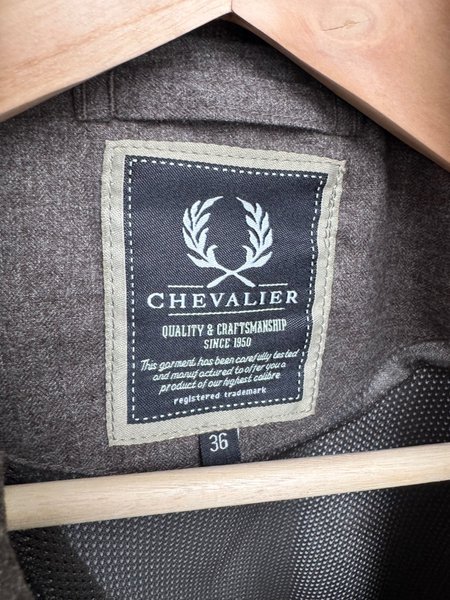 CHEVALIER
QUALITY & CRAFTSMANSHIP
SINCE 1950
This garment has been carefully tested
and manufactured to offer you a
product of our highest calibre
registered trademark
36